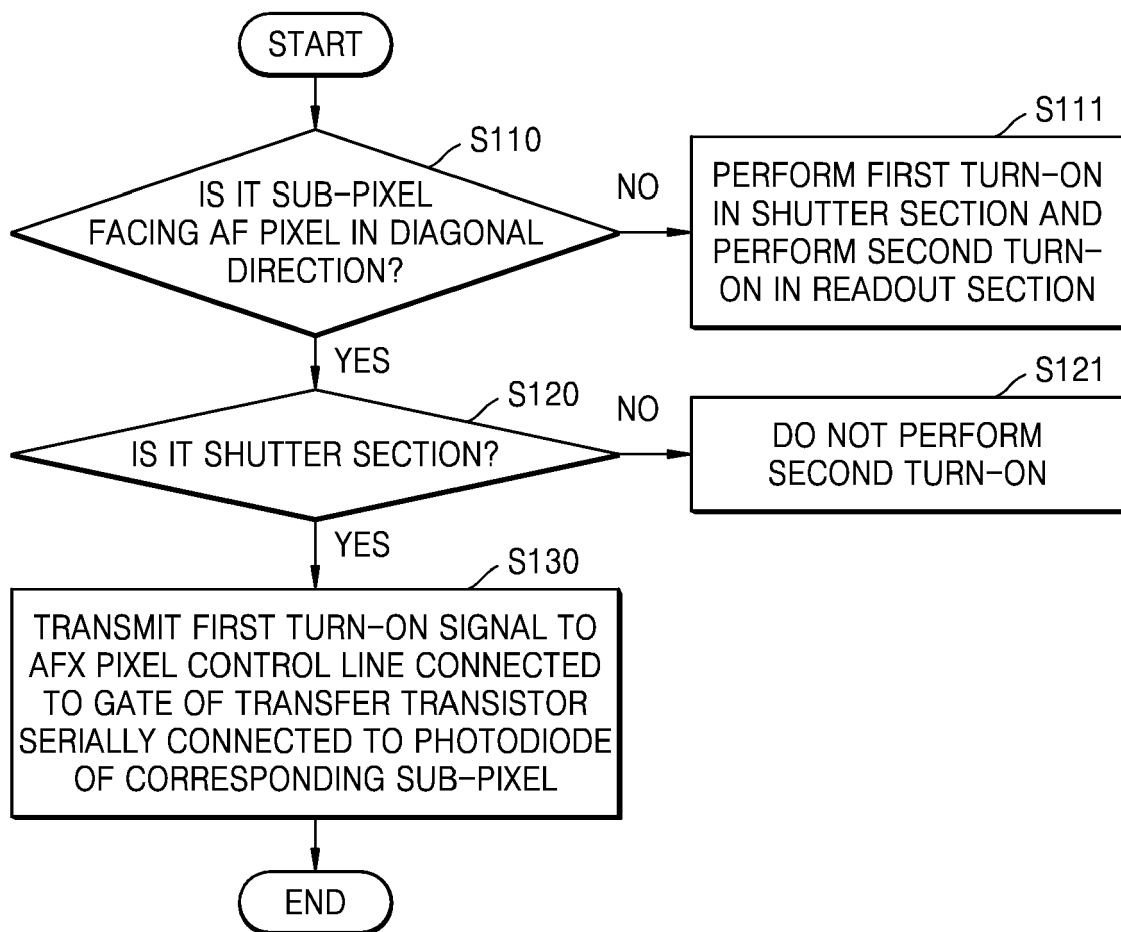 START
S110
IS IT SUB-PIXEL
FACING AF PIXEL IN DIAGONAL
DIRECTION?
NO
S111
PERFORM FIRST TURN-ON
IN SHUTTER SECTION AND
PERFORM SECOND TURN-
ON IN READOUT SECTION
YES
S120
IS IT SHUTTER SECTION?
NO
S121
DO NOT PERFORM
SECOND TURN-ON
YES
S130
TRANSMIT FIRST TURN-ON SIGNAL TO
AFX PIXEL CONTROL LINE CONNECTED
TO GATE OF TRANSFER TRANSISTOR
SERIALLY CONNECTED TO PHOTODIODE
OF CORRESPONDING SUB-PIXEL
END